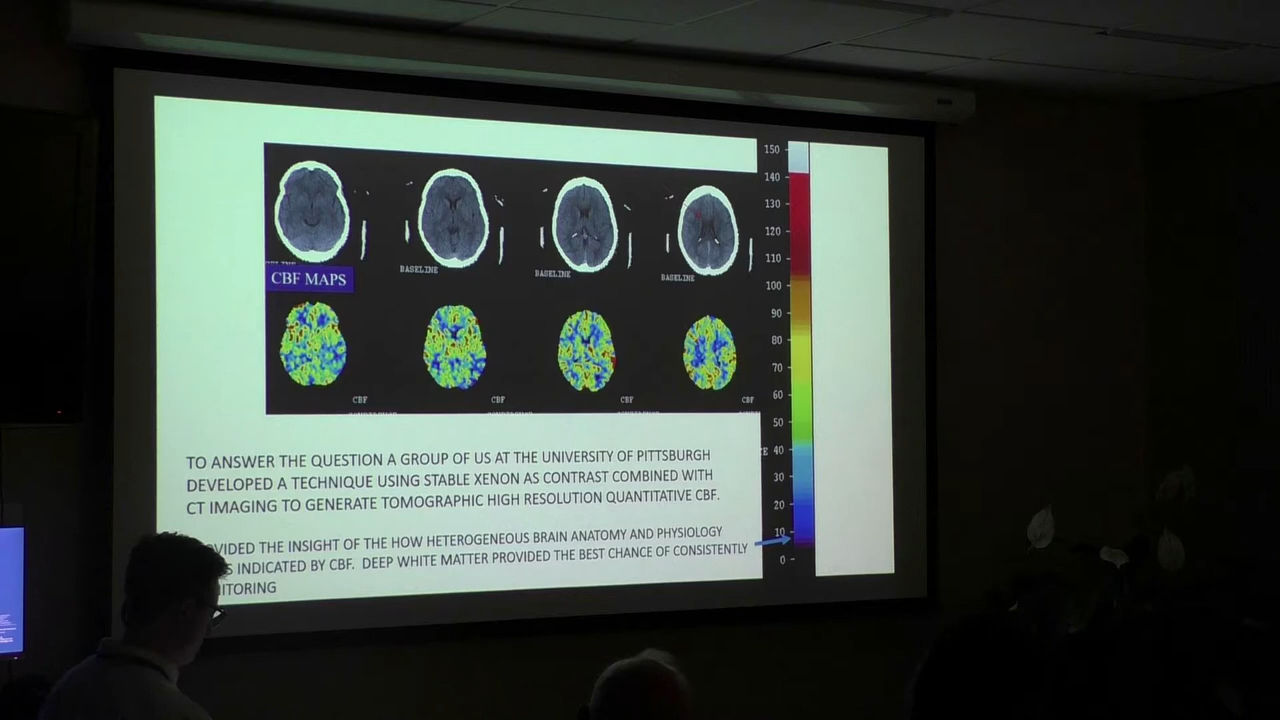 BASELINE
BASELINE
BASELINE
CBF MAPS
CBF
CBF
CBF
CBF
150
140
130
120
110
100
90
80
70
60
50
40
30
20
10
0
TO ANSWER THE QUESTION A GROUP OF US AT THE UNIVERSITY OF PITTSBURGH
DEVELOPED A TECHNIQUE USING STABLE XENON AS CONTRAST COMBINED WITH
CT IMAGING TO GENERATE TOMOGRAPHIC HIGH RESOLUTION QUANTITATIVE CBF.
VIDED THE INSIGHT OF THE HOW HETEROGENEOUS BRAIN ANATOMY AND PHYSIOLOGY
S INDICATED BY CBF. DEEP WHITE MATTER PROVIDED THE BEST CHANCE OF CONSISTENTLY
ITORING